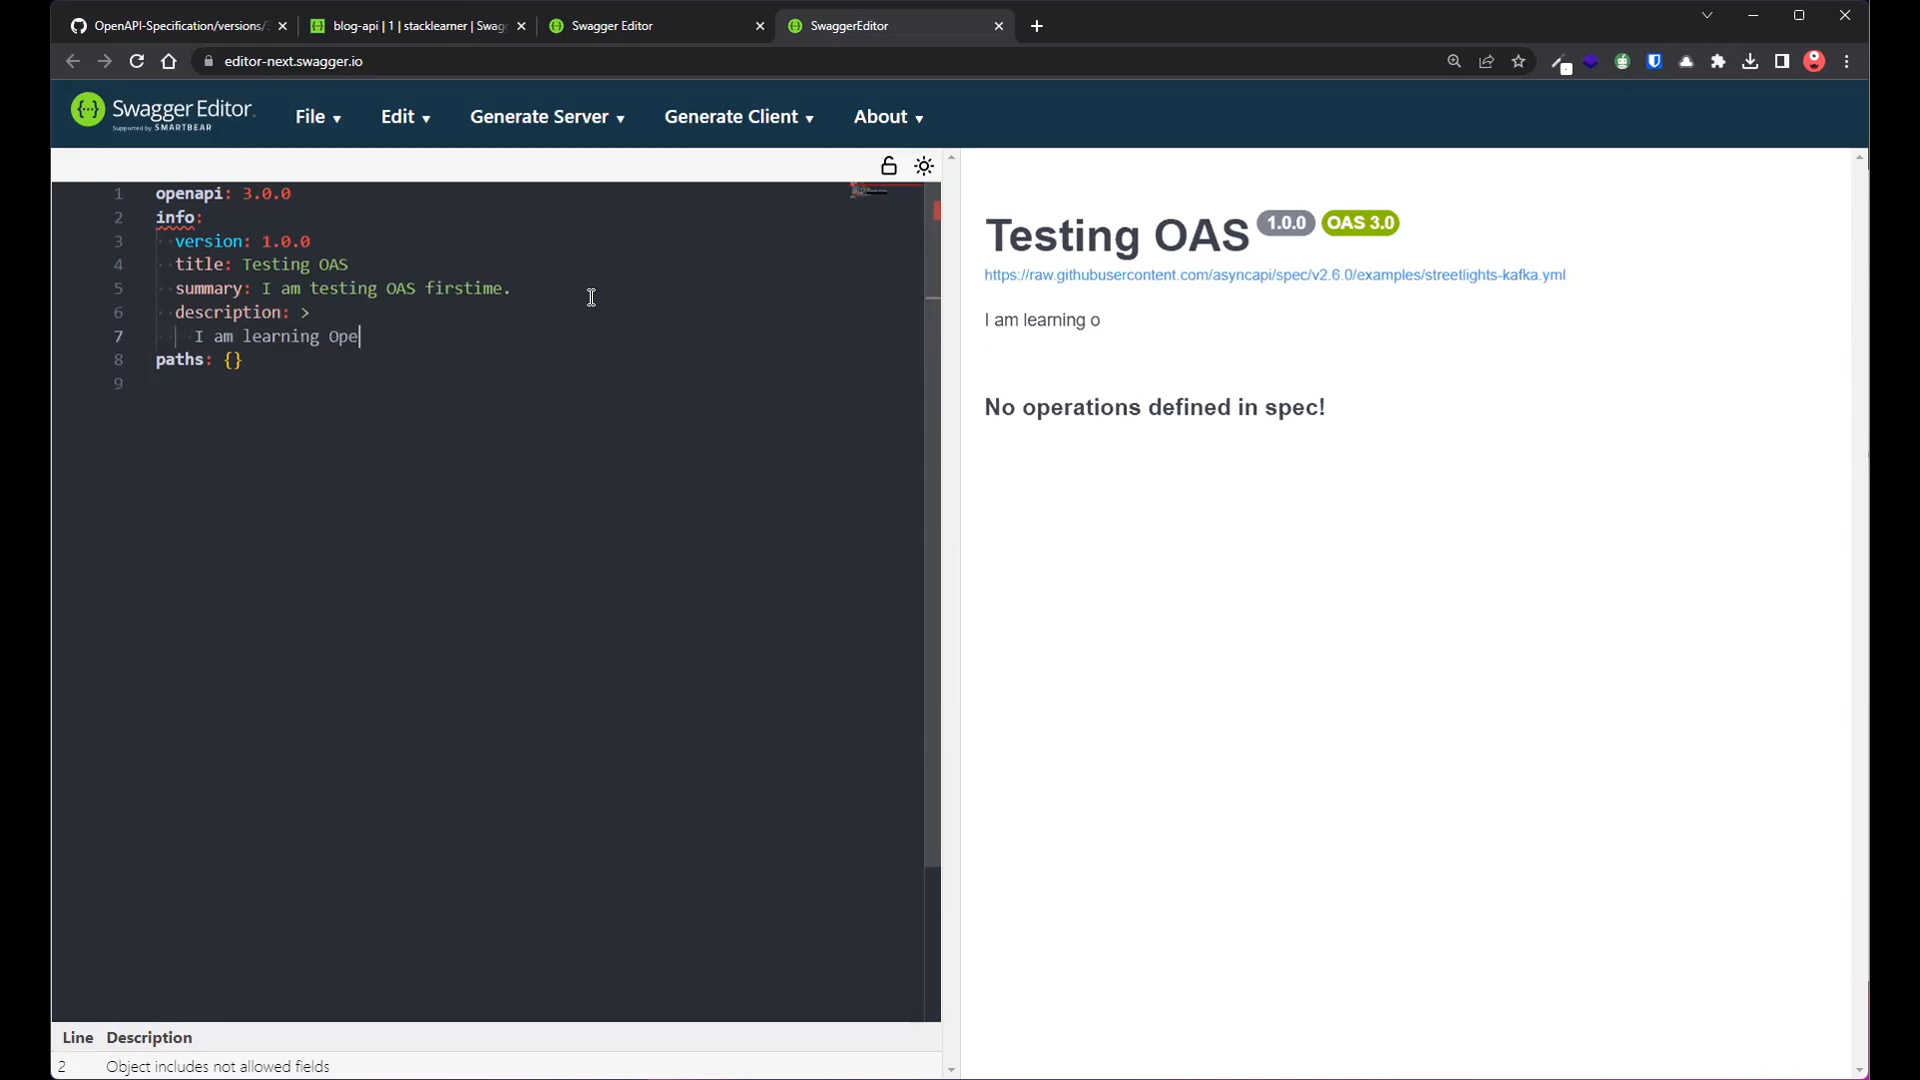 OpenAPI-Specification/versions/
blog-api | 1 | stacklearner | Swag
Swagger Editor
SwaggerEditor
editor-next.swagger.io
Swagger Editor
Supported by SMARTBEAR
File
Edit
Generate Server
Generate Client
About
1 openapi: 3.0.0
2 info:
3 version: 1.0.0
4 title: Testing OAS
5 summary: I am testing OAS firstime.
6 description: >
7 I am learning Ope
8 paths: {}
9
Testing OAS 1.0.0 OAS 3.0
https://raw.githubusercontent.com/asyncapi/spec/v2.6.0/examples/streetlights-kafka.yml
I am learning o
No operations defined in spec!
Line Description
2 Object includes not allowed fields